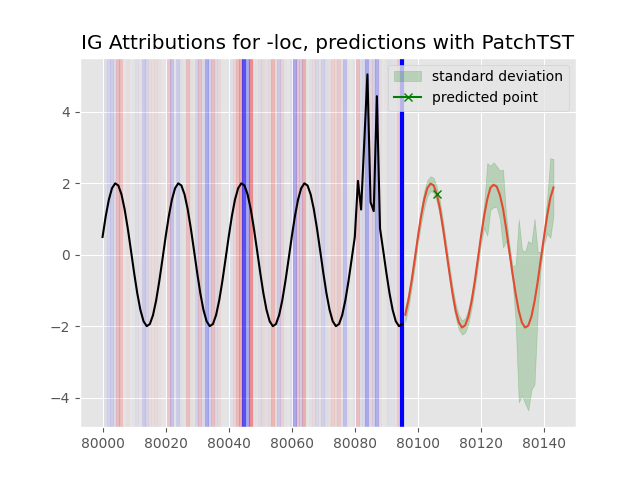 IG Attributions for -loc, predictions with PatchTST
standard deviation
predicted point
4
2
0
−2
−4
80000 80020 80040 80060 80080 80100 80120 80140